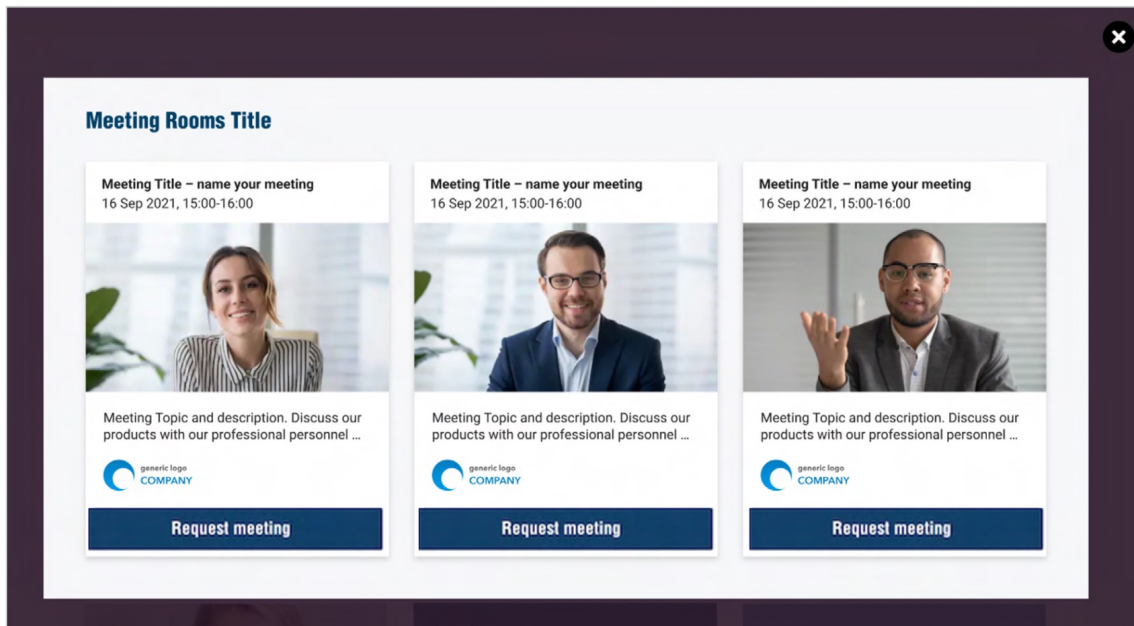 Meeting Rooms Title
Meeting Title – name your meeting
16 Sep 2021, 15:00-16:00
Meeting Topic and description. Discuss our
products with our professional personnel ...
generic logo
COMPANY
Request meeting
Meeting Title – name your meeting
16 Sep 2021, 15:00-16:00
Meeting Topic and description. Discuss our
products with our professional personnel ...
generic logo
COMPANY
Request meeting
Meeting Title – name your meeting
16 Sep 2021, 15:00-16:00
Meeting Topic and description. Discuss our
products with our professional personnel ...
generic logo
COMPANY
Request meeting